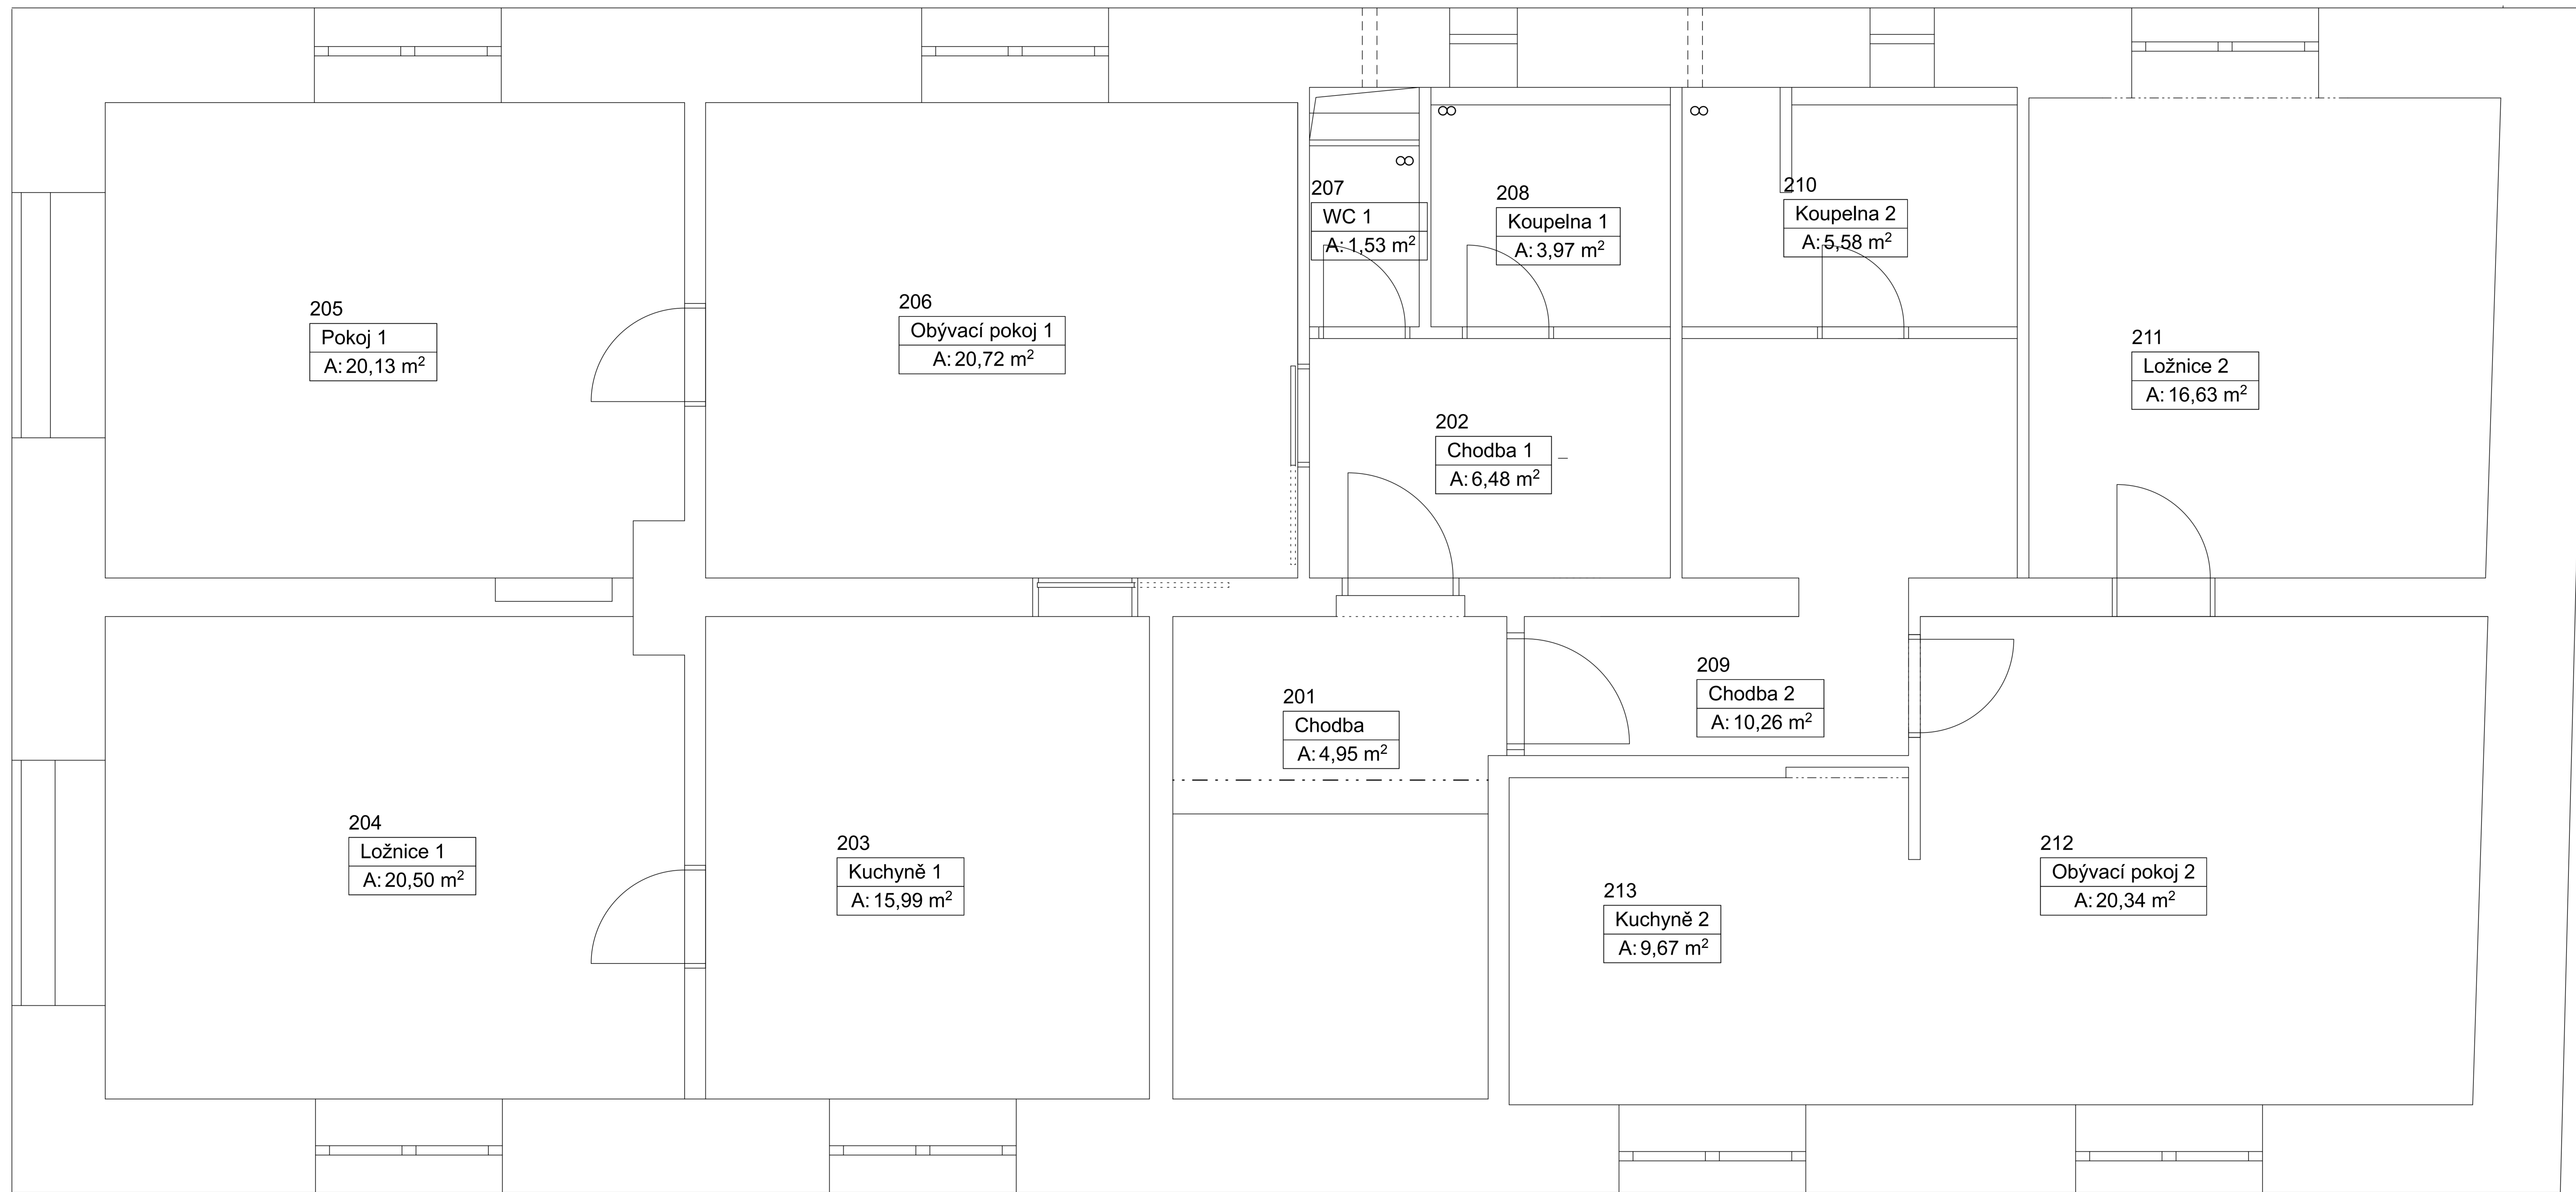 205
Pokoj 1
A: 20,13 m²
206
Obývací pokoj 1
A: 20,72 m²
207
WC 1
A: 1,53 m²
208
Koupelna 1
A: 3,97 m²
210
Koupelna 2
A: 5,58 m²
211
Ložnice 2
A: 16,63 m²
202
Chodba 1
A: 6,48 m²
201
Chodba
A: 4,95 m²
209
Chodba 2
A: 10,26 m²
204
Ložnice 1
A: 20,50 m²
203
Kuchyně 1
A: 15,99 m²
213
Kuchyně 2
A: 9,67 m²
212
Obývací pokoj 2
A: 20,34 m²